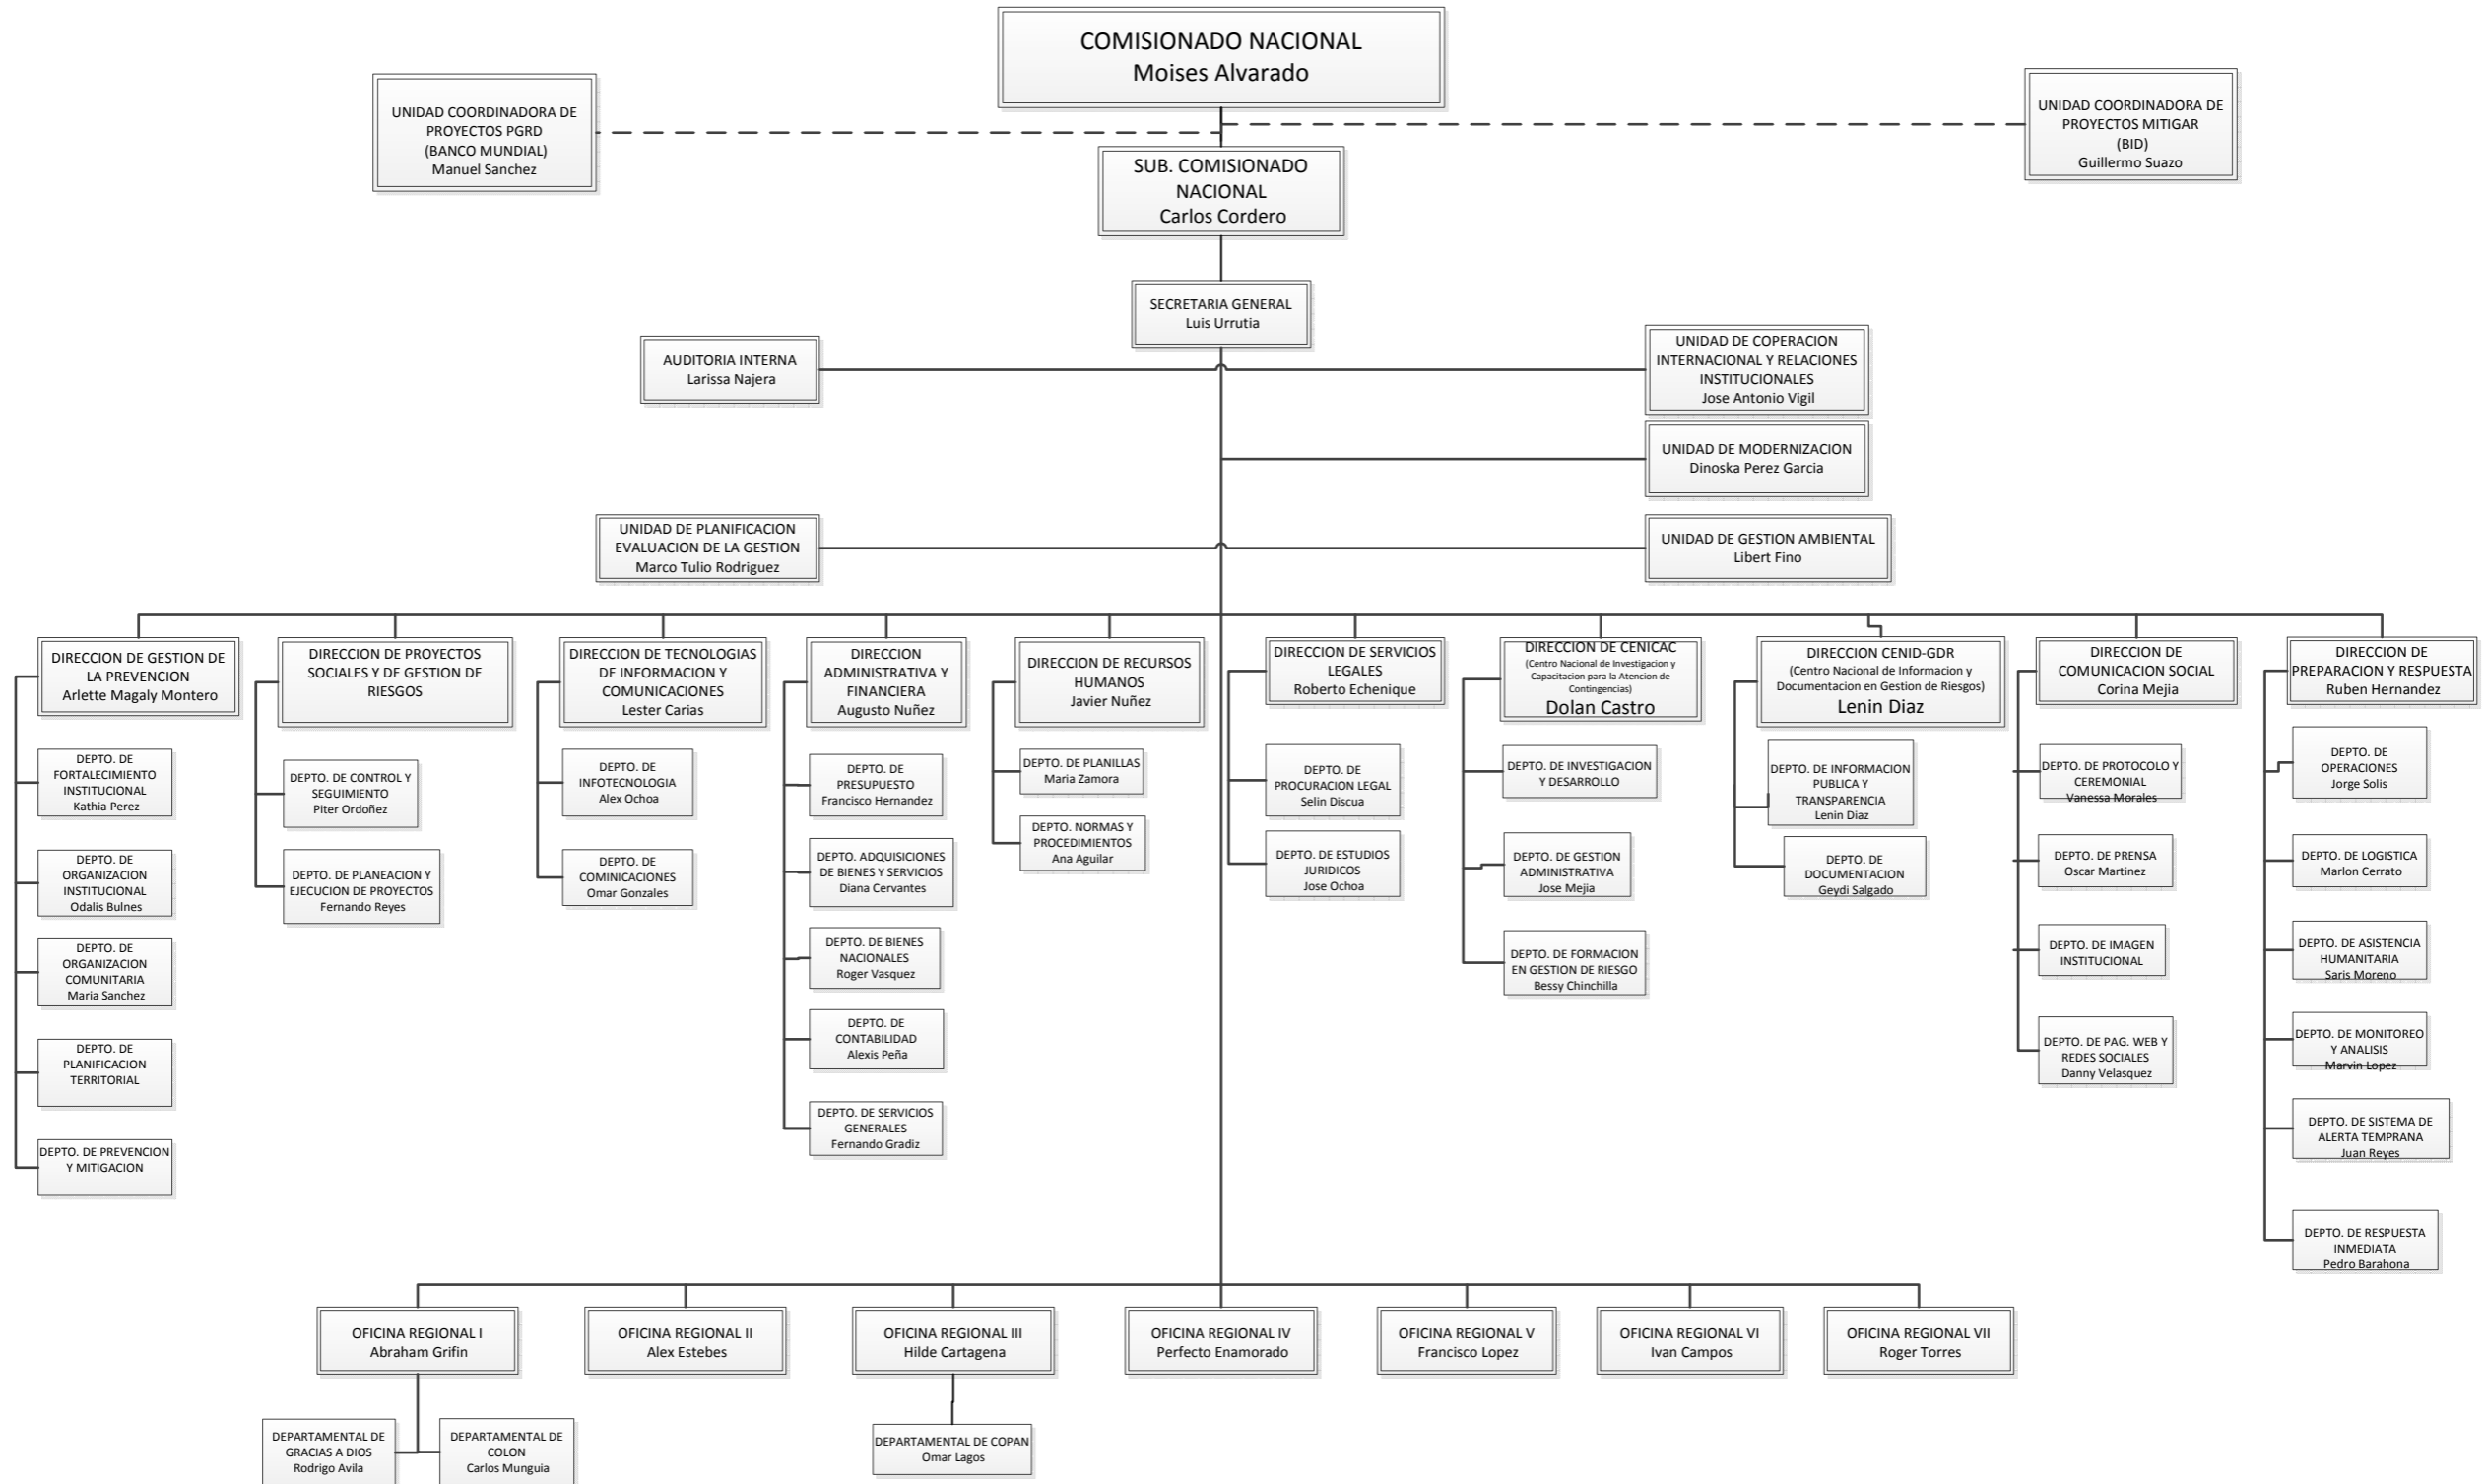 COMISIONADO NACIONAL
Moises Alvarado
UNIDAD COORDINADORA DE
PROYECTOS PGRD
(BANCO MUNDIAL)
Manuel Sanchez
UNIDAD COORDINADORA DE
PROYECTOS MITIGAR
(BID)
Guillermo Suazo
SUB. COMISIONADO
NACIONAL
Carlos Cordero
SECRETARIA GENERAL
Luis Urrutia
AUDITORIA INTERNA
Larissa Najera
UNIDAD DE COPERACION
INTERNACIONAL Y RELACIONES
INSTITUCIONALES
Jose Antonio Vigil
UNIDAD DE MODERNIZACION
Dinoska Perez Garcia
UNIDAD DE PLANIFICACION
EVALUACION DE LA GESTION
Marco Tulio Rodriguez
UNIDAD DE GESTION AMBIENTAL
Libert Fino
DIRECCION DE GESTION DE
LA PREVENCION
Arlette Magaly Montero
DEPTO. DE
FORTALECIMIENTO
INSTITUCIONAL
Kathia Perez
DEPTO. DE
ORGANIZACION
INSTITUCIONAL
Odalis Bulnes
DEPTO. DE
ORGANIZACION
COMUNITARIA
Maria Sanchez
DEPTO. DE
PLANIFICACION
TERRITORIAL
DEPTO. DE PREVENCION
Y MITIGACION
DIRECCION DE PROYECTOS
SOCIALES Y DE GESTION DE
RIESGOS
DEPTO. DE CONTROL Y
SEGUIMIENTO
Piter Ordoñez
DEPTO. DE PLANEACION Y
EJECUCION DE PROYECTOS
Fernando Reyes
DIRECCION DE TECNOLOGIAS
DE INFORMACION Y
COMUNICACIONES
Lester Carias
DEPTO. DE
INFOTECNOLOGIA
Alex Ochoa
DEPTO. DE
COMINICACIONES
Omar Gonzales
DIRECCION
ADMINISTRATIVA Y
FINANCIERA
Augusto Nuñez
DEPTO. DE
PRESUPUESTO
Francisco Hernandez
DEPTO. ADQUISICIONES
DE BIENES Y SERVICIOS
Diana Cervantes
DEPTO. DE BIENES
NACIONALES
Roger Vasquez
DEPTO. DE
CONTABILIDAD
Alexis Peña
DEPTO. DE SERVICIOS
GENERALES
Fernando Gradiz
DIRECCION DE RECURSOS
HUMANOS
Javier Nuñez
DEPTO. DE PLANILLAS
Maria Zamora
DEPTO. NORMAS Y
PROCEDIMIENTOS
Ana Aguilar
DIRECCION DE SERVICIOS
LEGALES
Roberto Echenique
DEPTO. DE
PROCURACION LEGAL
Selin Discua
DEPTO. DE ESTUDIOS
JURIDICOS
Jose Ochoa
DIRECCION DE CENICAC
(Centro Nacional de Investigacion y
Capacitacion para la Atencion de
Contingencias)
Dolan Castro
DEPTO. DE INVESTIGACION
Y DESARROLLO
DEPTO. DE GESTION
ADMINISTRATIVA
Jose Mejia
DEPTO. DE FORMACION
EN GESTION DE RIESGO
Bessy Chinchilla
DIRECCION CENID-GDR
(Centro Nacional de Informacion y
Documentacion en Gestion de Riesgos)
Lenin Diaz
DEPTO. DE INFORMACION
PUBLICA Y
TRANSPARENCIA
Lenin Diaz
DEPTO. DE
DOCUMENTACION
Geydi Salgado
DIRECCION DE
COMUNICACION SOCIAL
Corina Mejia
DEPTO. DE PROTOCOLO Y
CEREMONIAL
Vanessa Morales
DEPTO. DE PRENSA
Oscar Martinez
DEPTO. DE IMAGEN
INSTITUCIONAL
DEPTO. DE PAG. WEB Y
REDES SOCIALES
Danny Velasquez
DIRECCION DE
PREPARACION Y RESPUESTA
Ruben Hernandez
DEPTO. DE
OPERACIONES
Jorge Solis
DEPTO. DE LOGISTICA
Marlon Cerrato
DEPTO. DE ASISTENCIA
HUMANITARIA
Saris Moreno
DEPTO. DE MONITOREO
Y ANALISIS
Marvin Lopez
DEPTO. DE SISTEMA DE
ALERTA TEMPRANA
Juan Reyes
DEPTO. DE RESPUESTA
INMEDIATA
Pedro Barahona
OFICINA REGIONAL I
Abraham Grifin
OFICINA REGIONAL II
Alex Estebes
OFICINA REGIONAL III
Hilde Cartagena
OFICINA REGIONAL IV
Perfecto Enamorado
OFICINA REGIONAL V
Francisco Lopez
OFICINA REGIONAL VI
Ivan Campos
OFICINA REGIONAL VII
Roger Torres
DEPARTAMENTAL DE
GRACIAS A DIOS
Rodrigo Avila
DEPARTAMENTAL DE
COLON
Carlos Munguia
DEPARTAMENTAL DE COPAN
Omar Lagos